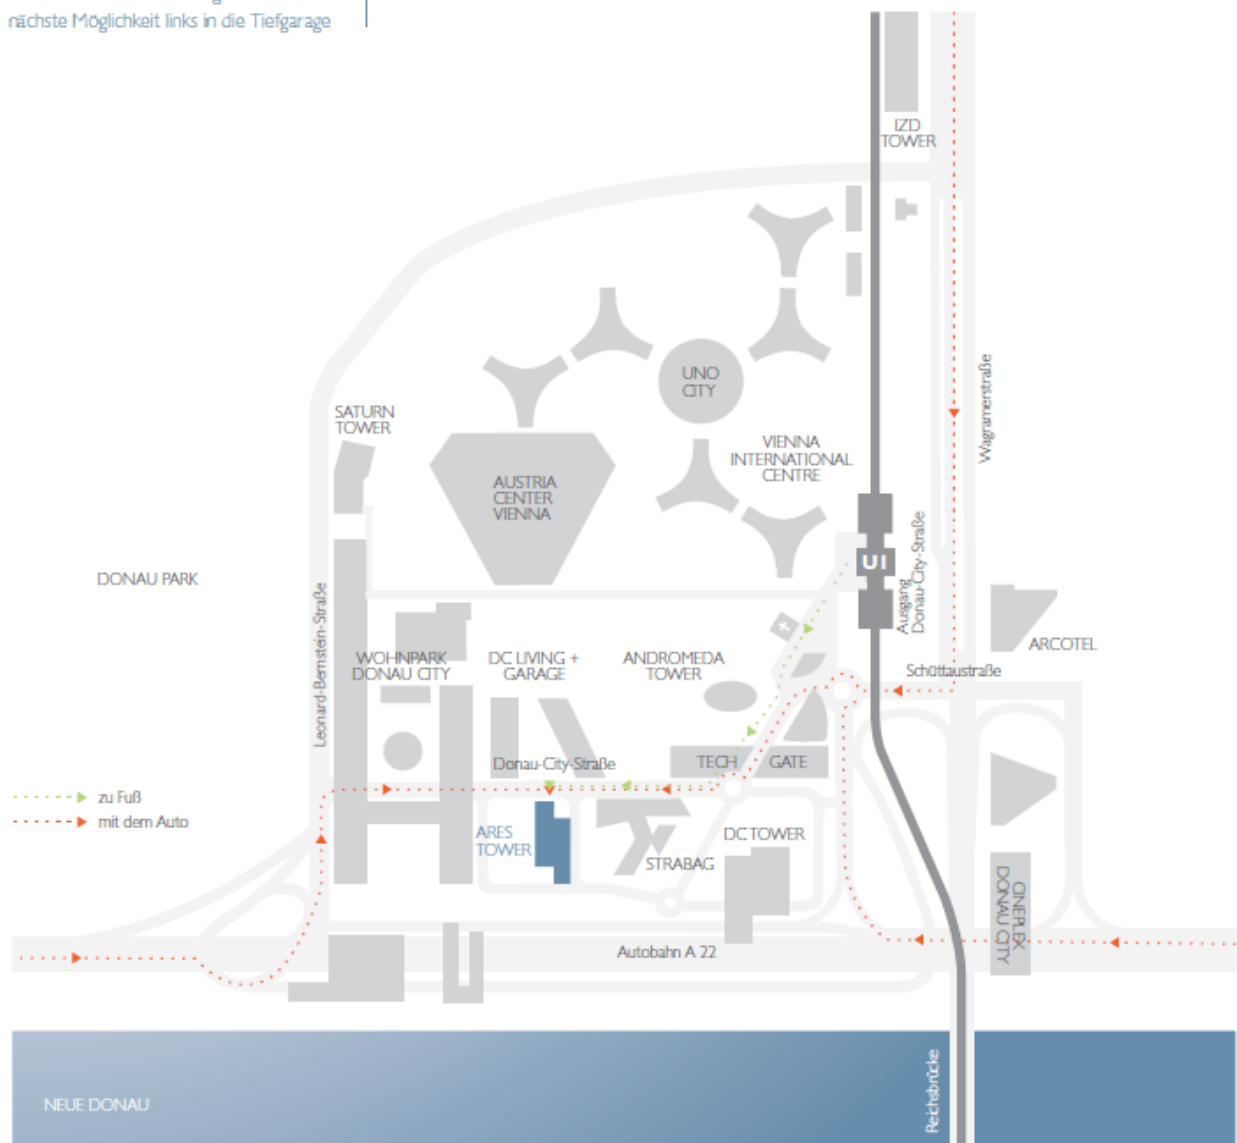 nächste Möglichkeit links in die Tiefgarage
IZD
TOWER
UNO
CITY
Wagramerstraße
SATURN
TOWER
VIENNA
INTERNATIONAL
CENTRE
AUSTRIA
CENTER
VIENNA
U1
Ausgang
Donau-City-Straße
DONAU PARK
Leonard-Bernstein-Straße
ARCOTEL
WOHNPARK
DONAU CITY
DC LIVING +
GARAGE
ANDROMEDA
TOWER
Schüttaustraße
Donau-City-Straße
TECH GATE
zu Fuß
mit dem Auto
ARES
TOWER
DC TOWER
STRABAG
CINEPLEX
DONAU CITY
Autobahn A 22
Reichsbrücke
NEUE DONAU